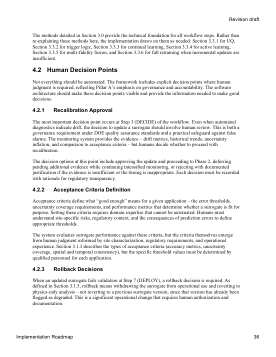 Revision draft
The methods detailed in Section 3.0 provide the technical foundation for all workflow steps. Rather than
re-explaining these methods here, the implementation draws on them as needed: Section 3.3.1 for UQ,
Section 3.3.2 for trigger logic, Section 3.3.3 for continual learning, Section 3.3.4 for active learning,
Section 3.3.5 for multi-fidelity fusion, and Section 3.3.6 for full retraining when incremental updates are
insufficient.
4.2 Human Decision Points
Not everything should be automated. The framework includes explicit decision points where human
judgment is required, reflecting Pillar A's emphasis on governance and accountability. The software
architecture should make these decision points visible and provide the information needed to make good
decisions.
4.2.1 Recalibration Approval
The most important decision point occurs at Step 3 (DECIDE) of the workflow. Even when automated
diagnostics indicate drift, the decision to update a surrogate should involve human review. This is both a
governance requirement under DOE quality assurance standards and a practical safeguard against false
alarms. The monitoring system provides the evidence – drift metrics, historical trends, uncertainty
inflation, and comparison to acceptance criteria – but humans decide whether to proceed with
recalibration.
The decision options at this point include approving the update and proceeding to Phase 2, deferring
pending additional evidence while continuing intensified monitoring, or rejecting with documented
justification if the evidence is insufficient or the timing is inappropriate. Each decision must be recorded
with rationale for regulatory transparency.
4.2.2 Acceptance Criteria Definition
Acceptance criteria define what "good enough" means for a given application – the error thresholds,
uncertainty coverage requirements, and performance metrics that determine whether a surrogate is fit for
purpose. Setting these criteria requires domain expertise that cannot be automated. Humans must
understand site-specific risks, regulatory context, and the consequences of prediction errors to define
appropriate thresholds.
The system evaluates surrogate performance against these criteria, but the criteria themselves emerge
from human judgment informed by site characterization, regulatory requirements, and operational
experience. Section 3.1.3 describes the types of acceptance criteria (accuracy metrics, uncertainty
coverage, spatial and temporal consistency), but the specific threshold values must be determined by
qualified personnel for each application.
4.2.3 Rollback Decisions
When an updated surrogate fails validation at Step 7 (DEPLOY), a rollback decision is required. As
defined in Section 3.1.5, rollback means withdrawing the surrogate from operational use and reverting to
physics-only analysis – not reverting to a previous surrogate version, since that version has already been
flagged as degraded. This is a significant operational change that requires human authorization and
documentation.
Implementation Roadmap 36